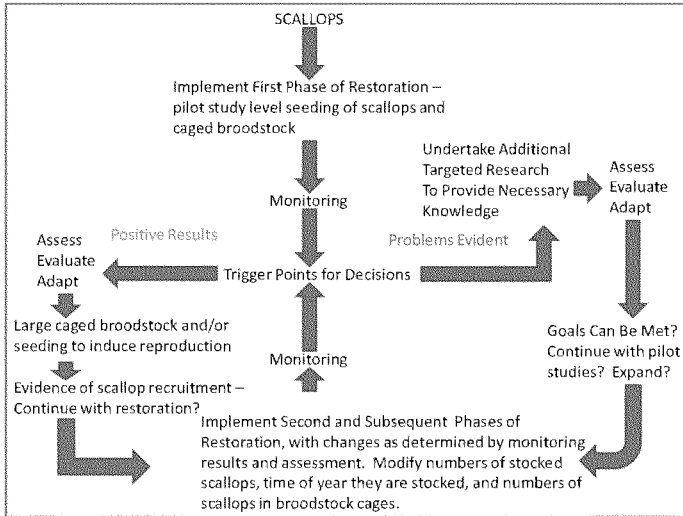 SCALLOPS
Implement First Phase of Restoration –
pilot study level seeding of scallops and
caged broodstock
Monitoring
Undertake Additional
Targeted Research
To Provide Necessary
Knowledge
Assess
Evaluate
Adapt
Positive Results
Problems Evident
Assess
Evaluate
Adapt
Trigger Points for Decisions
Large caged broodstock and/or
seeding to induce reproduction
Monitoring
Goals Can Be Met?
Continue with pilot
studies?  Expand?
Evidence of scallop recruitment –
Continue with restoration?
Implement Second and Subsequent Phases of
Restoration, with changes as determined by monitoring
results and assessment.  Modify numbers of stocked
scallops, time of year they are stocked, and numbers of
scallops in broodstock cages.